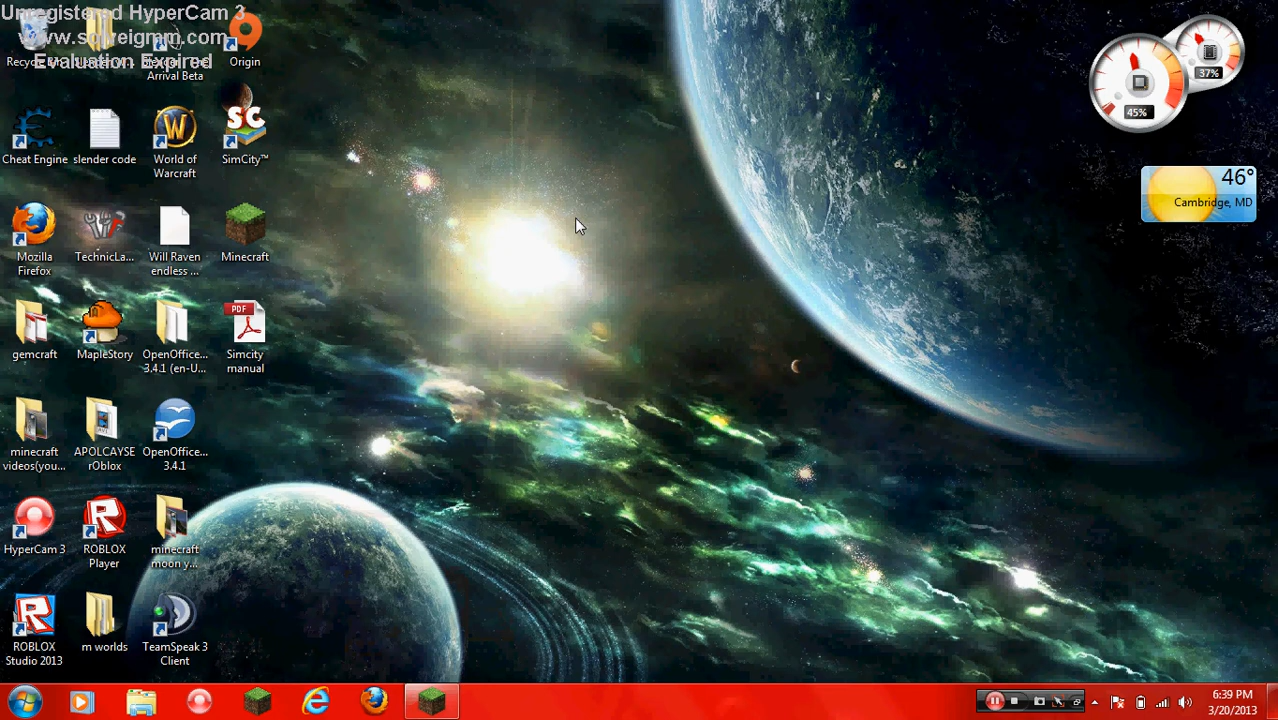 Unregistered HyperCam 3
www.solveigmm.com
Evaluation Expired
Arrival Beta
Origin
Cheat Engine
slender code
World of
Warcraft
SimCity™
Mozilla
Firefox
TechnicLa...
Will Raven
endless ...
Minecraft
gemcraft
MapleStory
OpenOffice...
3.4.1 (en-U...
PDF
Simcity
manual
minecraft
videos(you...
APOLCAYSE
rOblox
OpenOffice...
3.4.1
HyperCam 3
ROBLOX
Player
minecraft
moon y...
ROBLOX
Studio 2013
m worlds
TeamSpeak 3
Client
37%
45%
46°
Cambridge, MD
6:39 PM
3/20/2013